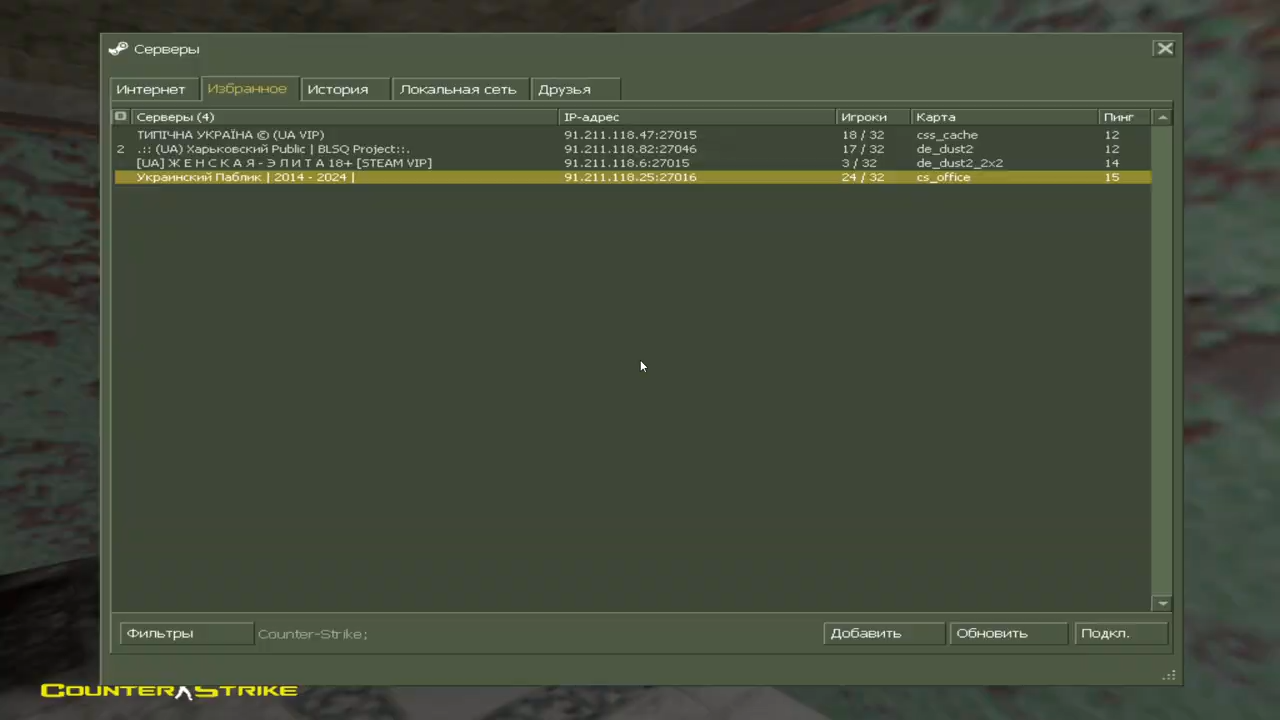 Серверы
Интернет Избранное История Локальная сеть Друзья
Серверы (4) IP-адрес Игроки Карта Пинг
ТИПІЧНА УКРАЇНА © (UA VIP) 91.211.118.47:27015 18 / 32 css_cache 12
2 .:: (UA) Харьковский Public | BLSQ Project::. 91.211.118.82:27046 17 / 32 de_dust2 12
[UA] Ж Е Н С К А Я - Э Л И Т А 18+ [STEAM VIP] 91.211.118.6:27015 3 / 32 de_dust2_2x2 14
Украинский Паблик | 2014 - 2024 | 91.211.118.25:27016 24 / 32 cs_office 15
Фильтры Counter-Strike; Добавить Обновить Подкл.
COUNTER STRIKE